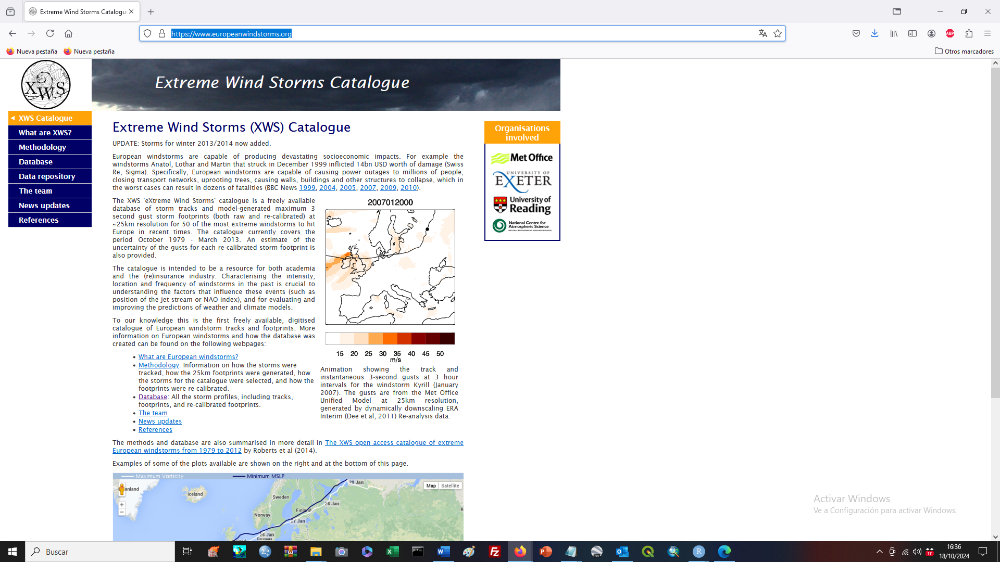 Extreme Wind Storms Catalogu
https://www.europeanwindstorms.org
ABP
Nueva pestaña
Nueva pestaña
Otros marcadores
XWS
Extreme Wind Storms Catalogue
XWS Catalogue
What are XWS?
Methodology
Database
Data repository
The team
News updates
References
Extreme Wind Storms (XWS) Catalogue
UPDATE: Storms for winter 2013/2014 now added.
European windstorms are capable of producing devastating socioeconomic impacts. For example the
windstorms Anatol, Lothar and Martin that struck in December 1999 inflicted 14bn USD worth of damage (Swiss
Re, Sigma). Specifically, European windstorms are capable of causing power outages to millions of people,
closing transport networks, uprooting trees, causing walls, buildings and other structures to collapse, which in
the worst cases can result in dozens of fatalities (BBC News 1999, 2004, 2005, 2007, 2009, 2010).
The XWS 'eXtreme Wind Storms' catalogue is a freely available
database of storm tracks and model-generated maximum 3
second gust storm footprints (both raw and re-calibrated) at
~25km resolution for 50 of the most extreme windstorms to hit
Europe in recent times. The catalogue currently covers the
period October 1979 - March 2013. An estimate of the
uncertainty of the gusts for each re-calibrated storm footprint is
also provided.
The catalogue is intended to be a resource for both academia
and the (re)insurance industry. Characterising the intensity,
location and frequency of windstorms in the past is crucial to
understanding the factors that influence these events (such as
position of the jet stream or NAO index), and for evaluating and
improving the predictions of weather and climate models.
To our knowledge this is the first freely available, digitised
catalogue of European windstorm tracks and footprints. More
information on European windstorms and how the database was
created can be found on the following webpages:
• What are European windstorms?
• Methodology: Information on how the storms were
tracked, how the 25km footprints were generated, how
the storms for the catalogue were selected, and how the
footprints were re-calibrated.
• Database: All the storm profiles, including tracks,
footprints, and re-calibrated footprints.
• The team
• News updates
• References
2007012000
15 20 25 30 35 40 45 50
m/s
Animation showing the track and
instantaneous 3-second gusts at 3 hour
intervals for the windstorm Kyrill (January
2007). The gusts are from the Met Office
Unified Model at 25km resolution,
generated by dynamically downscaling ERA
Interim (Dee et al, 2011) Re-analysis data.
The methods and database are also summarised in more detail in The XWS open access catalogue of extreme
European windstorms from 1979 to 2012 by Roberts et al (2014).
Examples of some of the plots available are shown on the right and at the bottom of this page.
Maximum Vorticity Minimum MSLP
Map Satellite
enland
Iceland
Sweden
Norway
Finland
Denmark
29 Jan
28 Jan
27 Jan
26 Jan
Organisations
involved
Met Office
UNIVERSITY OF
EXETER
University of
Reading
National Centre for
Atmospheric Science
NATURAL ENVIRONMENT RESEARCH COUNCIL
Activar Windows
Ve a Configuración para activar Windows.
Buscar
16:36
18/10/2024
17